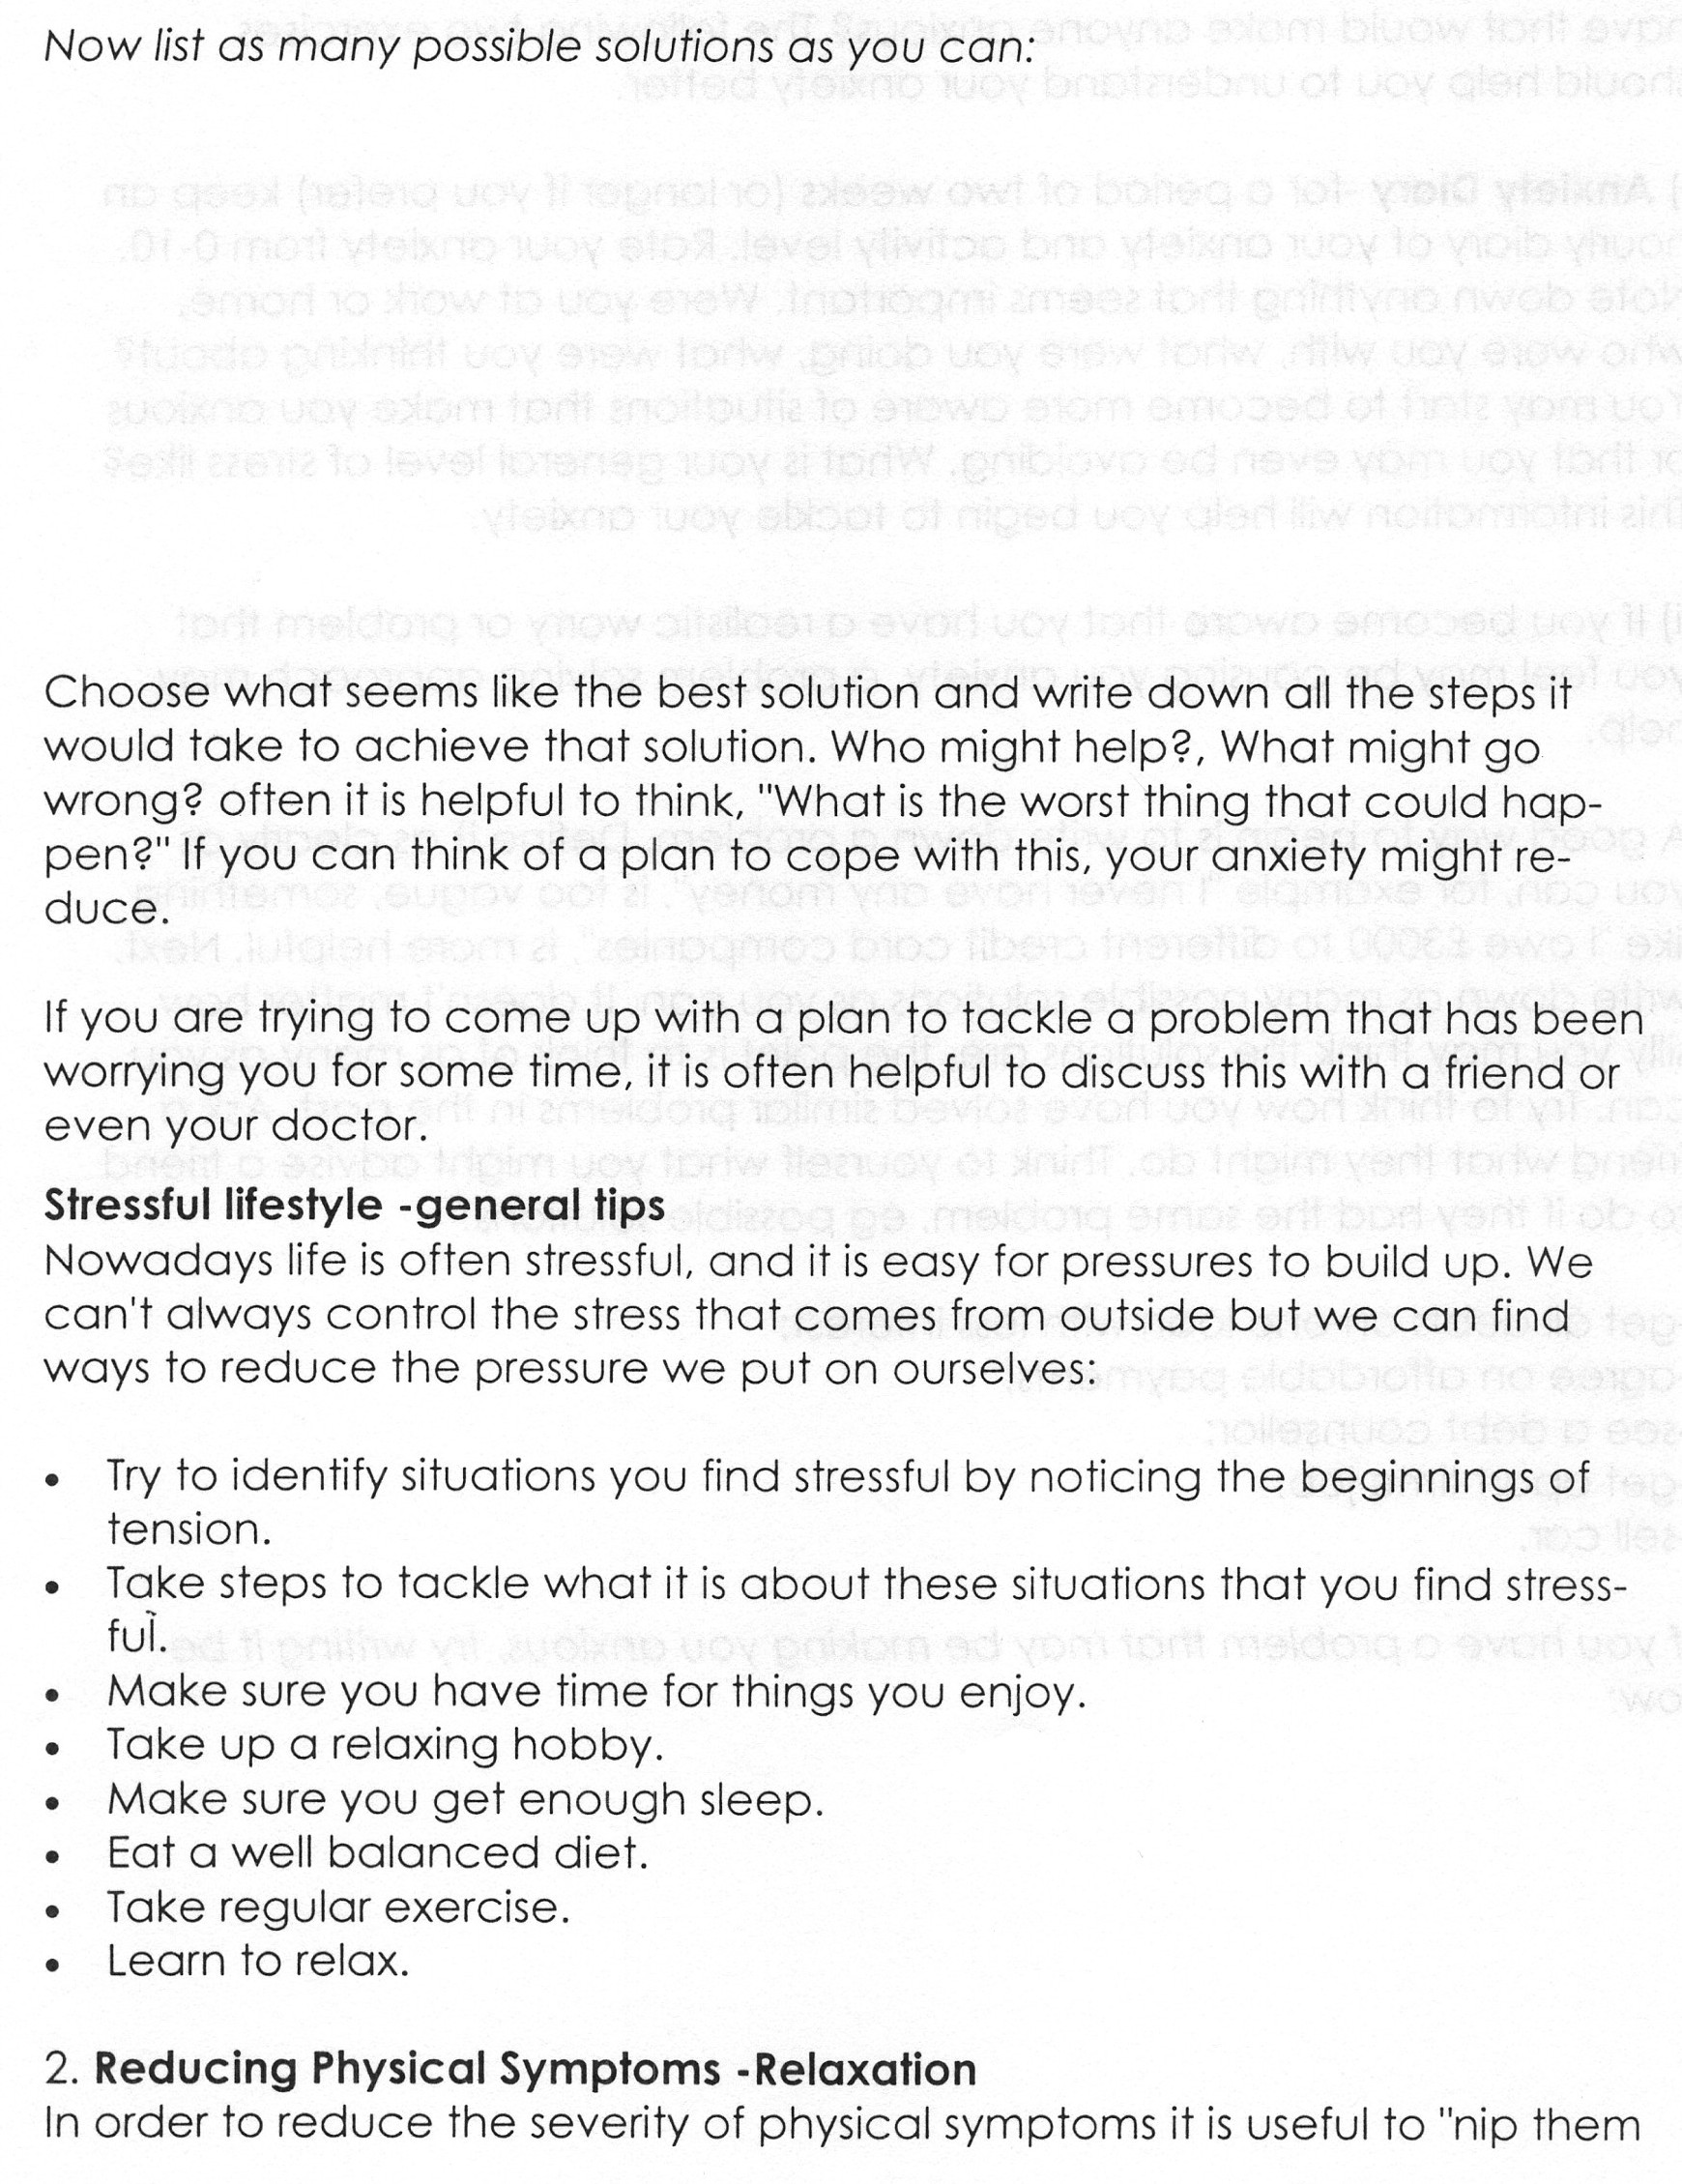 Now list as many possible solutions as you can:
Choose what seems like the best solution and write down all the steps it
would take to achieve that solution. Who might help?, What might go
wrong? often it is helpful to think, "What is the worst thing that could hap-
pen?" If you can think of a plan to cope with this, your anxiety might re-
duce.
If you are trying to come up with a plan to tackle a problem that has been
worrying you for some time, it is often helpful to discuss this with a friend or
even your doctor.
Stressful lifestyle -general tips
Nowadays life is often stressful, and it is easy for pressures to build up. We
can't always control the stress that comes from outside but we can find
ways to reduce the pressure we put on ourselves:
• Try to identify situations you find stressful by noticing the beginnings of
tension.
• Take steps to tackle what it is about these situations that you find stress-
ful.
• Make sure you have time for things you enjoy.
• Take up a relaxing hobby.
• Make sure you get enough sleep.
• Eat a well balanced diet.
• Take regular exercise.
• Learn to relax.
2. Reducing Physical Symptoms -Relaxation
In order to reduce the severity of physical symptoms it is useful to "nip them